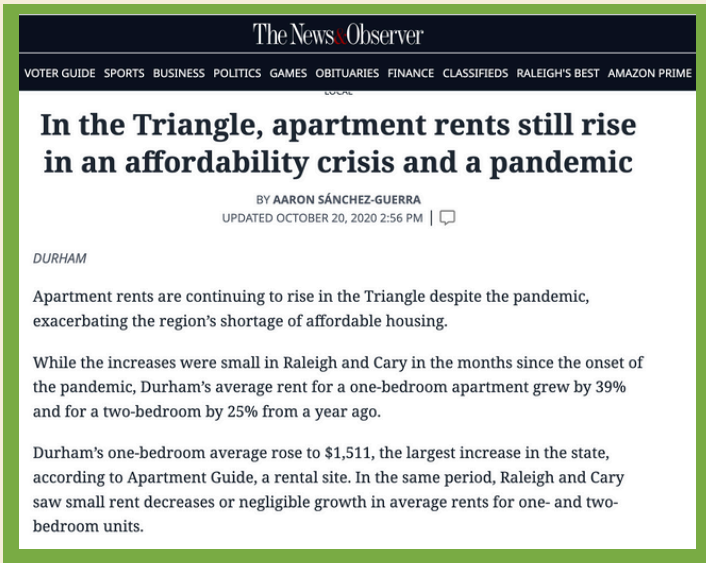 The News&Observer
VOTER GUIDE SPORTS BUSINESS POLITICS GAMES OBITUARIES FINANCE CLASSIFIEDS RALEIGH'S BEST AMAZON PRIME
LOCAL
In the Triangle, apartment rents still rise
in an affordability crisis and a pandemic
BY AARON SÁNCHEZ-GUERRA
UPDATED OCTOBER 20, 2020 2:56 PM |
DURHAM
Apartment rents are continuing to rise in the Triangle despite the pandemic,
exacerbating the region’s shortage of affordable housing.
While the increases were small in Raleigh and Cary in the months since the onset of
the pandemic, Durham’s average rent for a one-bedroom apartment grew by 39%
and for a two-bedroom by 25% from a year ago.
Durham’s one-bedroom average rose to $1,511, the largest increase in the state,
according to Apartment Guide, a rental site. In the same period, Raleigh and Cary
saw small rent decreases or negligible growth in average rents for one- and two-
bedroom units.